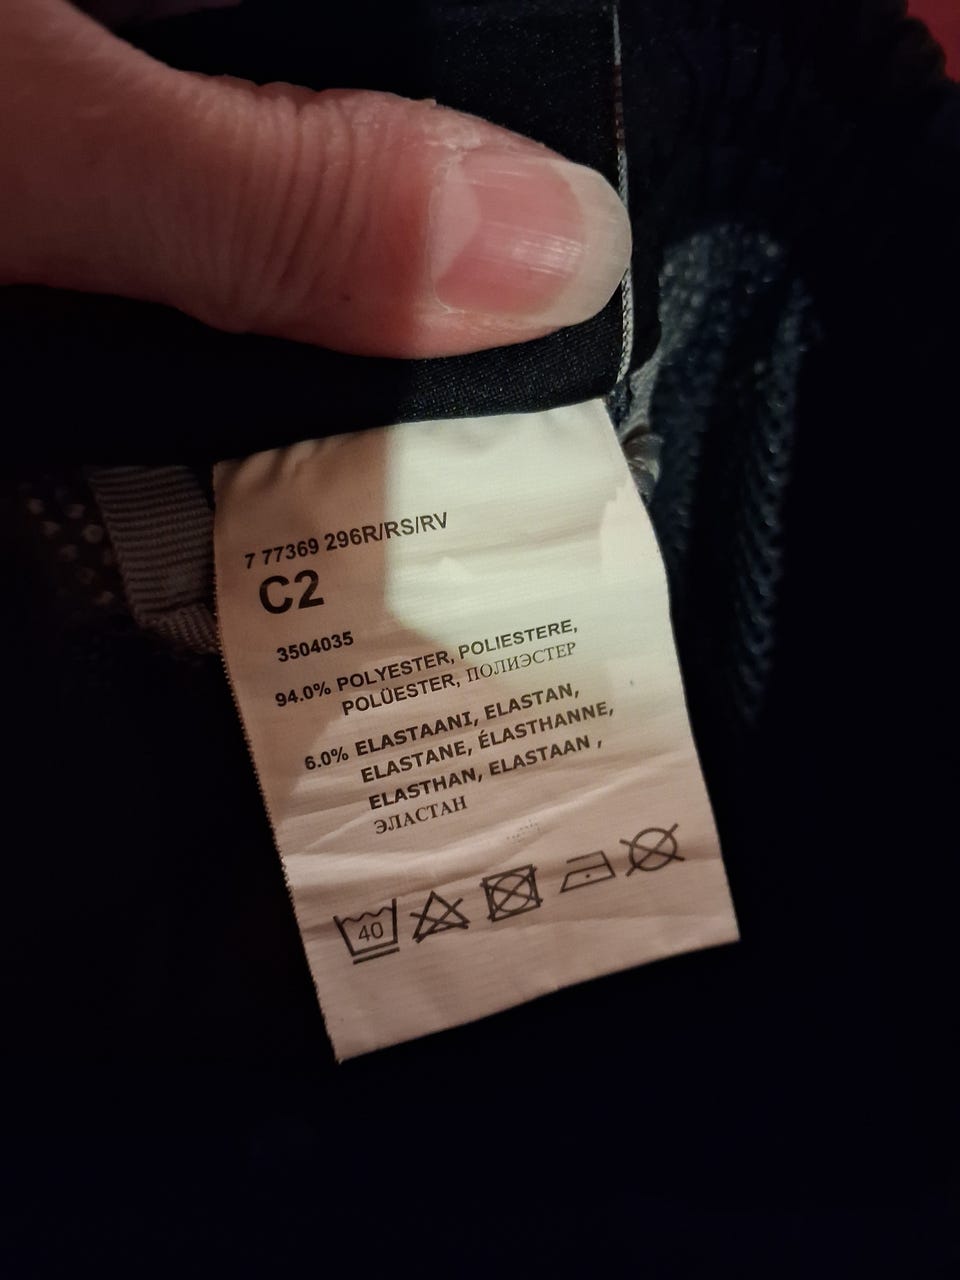 7 77369 296R/RS/RV
C2
3504035
94.0% POLYESTER, POLIESTERE,
POLÜESTER, ПОЛИЭСТЕР
6.0% ELASTAANI, ELASTAN,
ELASTANE, ÉLASTHANNE,
ELASTHAN, ELASTAAN ,
ЭЛАСТАН
40